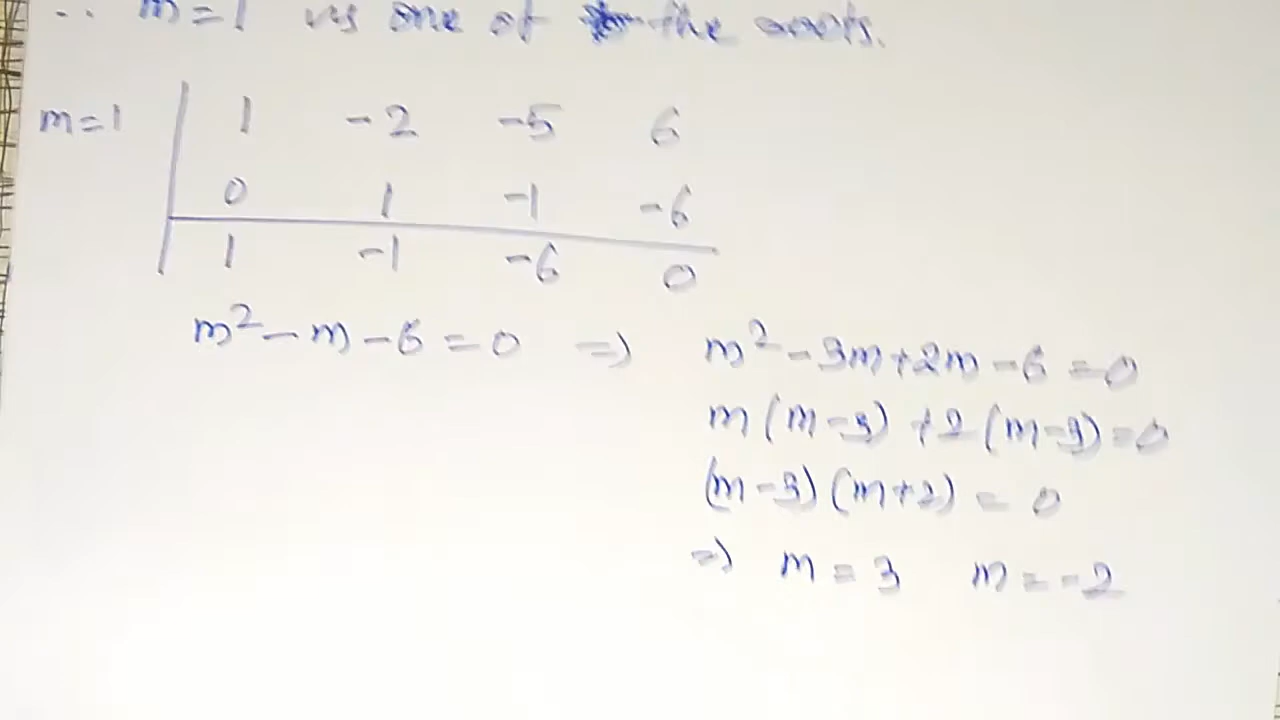 ∴ m = 1 is one of the roots.
m=1 | 1 -2 -5 6
0 1 -1 -6
1 -1 -6 0
m² - m - 6 = 0 ⇒ m² - 3m + 2m - 6 = 0
m (m-3) + 2 (m-3) = 0
(m-3) (m+2) = 0
⇒ m = 3 m = -2